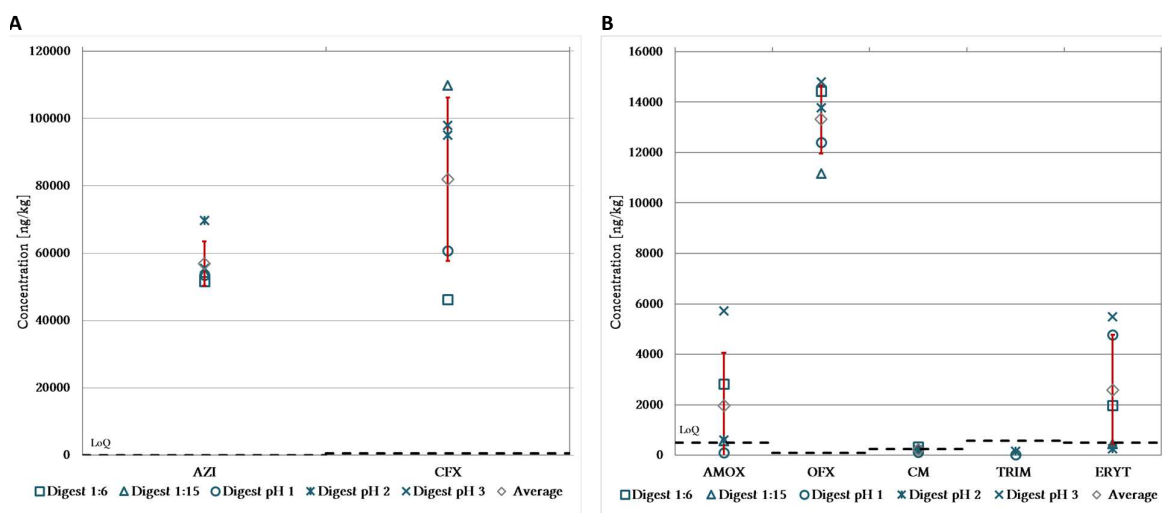 A
120000
100000
80000
60000
40000
20000
0
Concentration [ng/kg]
LoQ
AZI CFX
Digest 1:6 Digest 1:15 Digest pH 1 Digest pH 2 Digest pH 3 Average
B
16000
14000
12000
10000
8000
6000
4000
2000
0
Concentration [ng/kg]
LoQ
AMOX OFX CM TRIM ERYT
Digest 1:6 Digest 1:15 Digest pH 1 Digest pH 2 Digest pH 3 Average